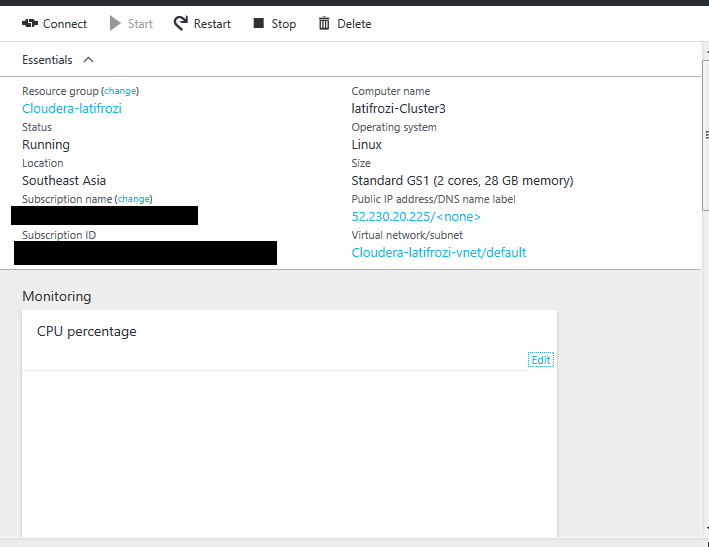 Connect Start Restart Stop Delete
Essentials
Resource group (change)
Cloudera-latifrozi
Status
Running
Location
Southeast Asia
Subscription name (change)
Subscription ID
Computer name
latifrozi-Cluster3
Operating system
Linux
Size
Standard GS1 (2 cores, 28 GB memory)
Public IP address/DNS name label
52.230.20.225/<none>
Virtual network/subnet
Cloudera-latifrozi-vnet/default
Monitoring
CPU percentage
Edit